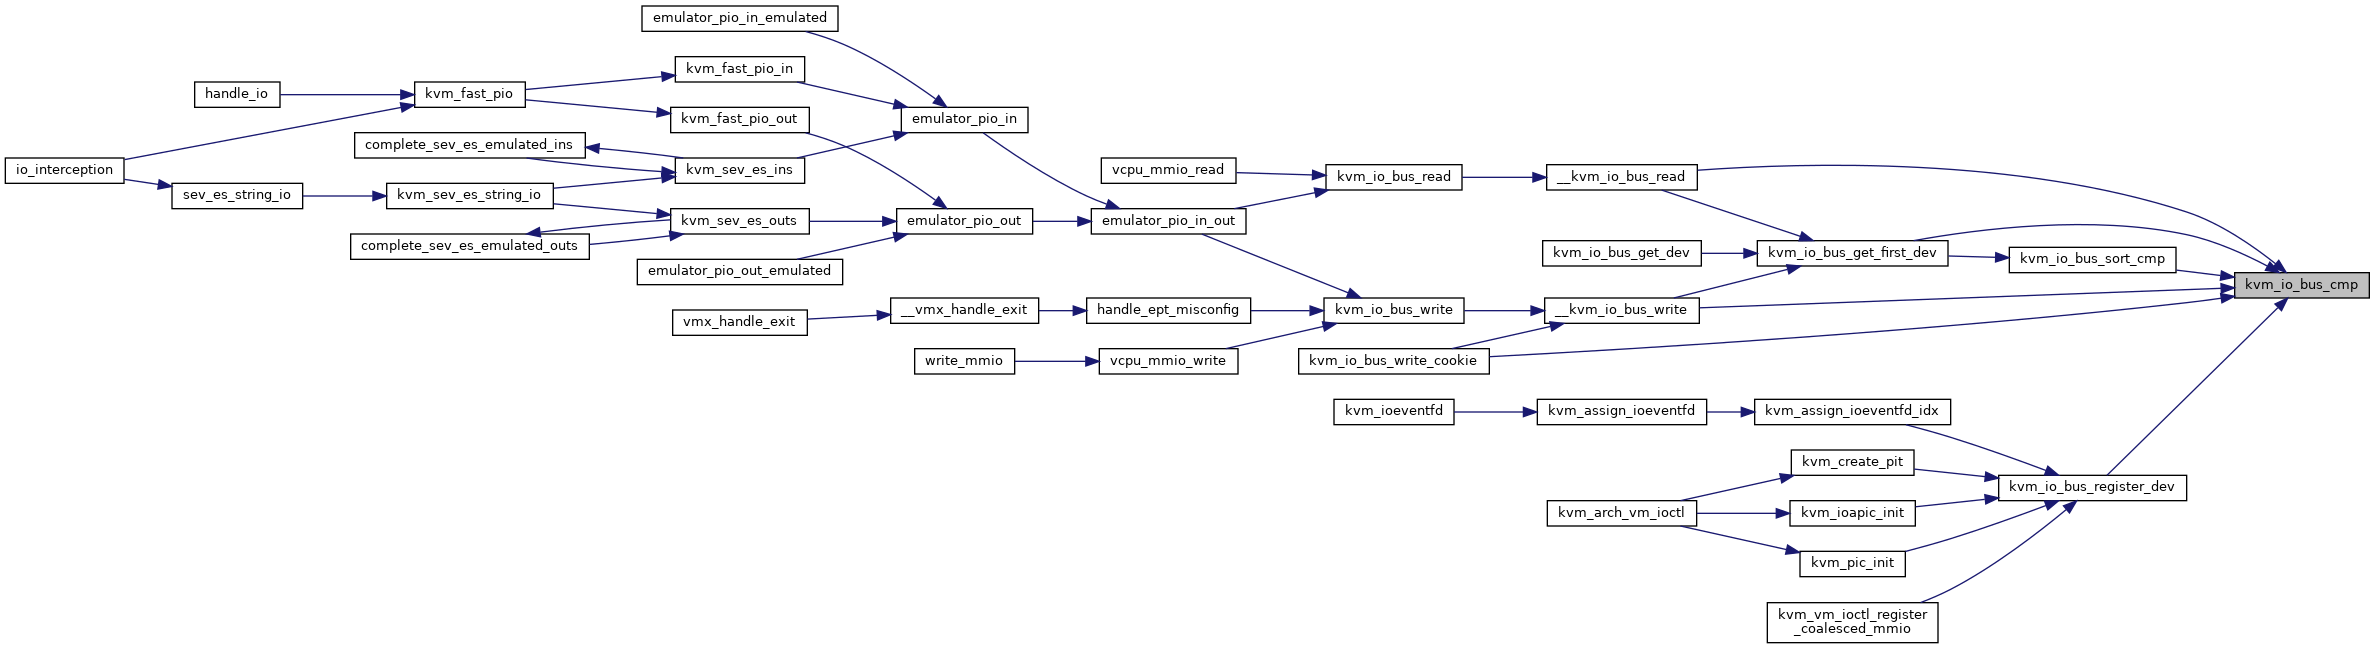 emulator_pio_in_emulated
kvm_fast_pio_in
handle_io
kvm_fast_pio
kvm_fast_pio_out
emulator_pio_in
complete_sev_es_emulated_ins
io_interception
kvm_sev_es_ins
vcpu_mmio_read
kvm_io_bus_read
__kvm_io_bus_read
sev_es_string_io
kvm_sev_es_string_io
kvm_sev_es_outs
emulator_pio_out
emulator_pio_in_out
complete_sev_es_emulated_outs
kvm_io_bus_get_dev
kvm_io_bus_get_first_dev
kvm_io_bus_sort_cmp
emulator_pio_out_emulated
kvm_io_bus_cmp
vmx_handle_exit
__vmx_handle_exit
handle_ept_misconfig
kvm_io_bus_write
__kvm_io_bus_write
write_mmio
vcpu_mmio_write
kvm_io_bus_write_cookie
kvm_ioeventfd
kvm_assign_ioeventfd
kvm_assign_ioeventfd_idx
kvm_create_pit
kvm_io_bus_register_dev
kvm_arch_vm_ioctl
kvm_ioapic_init
kvm_pic_init
kvm_vm_ioctl_register
_coalesced_mmio